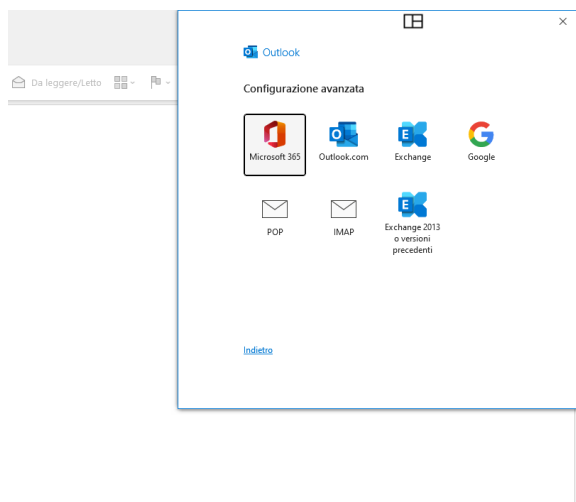 Outlook
Da leggere/Letto
Configurazione avanzata
Microsoft 365
Outlook.com
Exchange
Google
POP
IMAP
Exchange 2013
o versioni
precedenti
Indietro